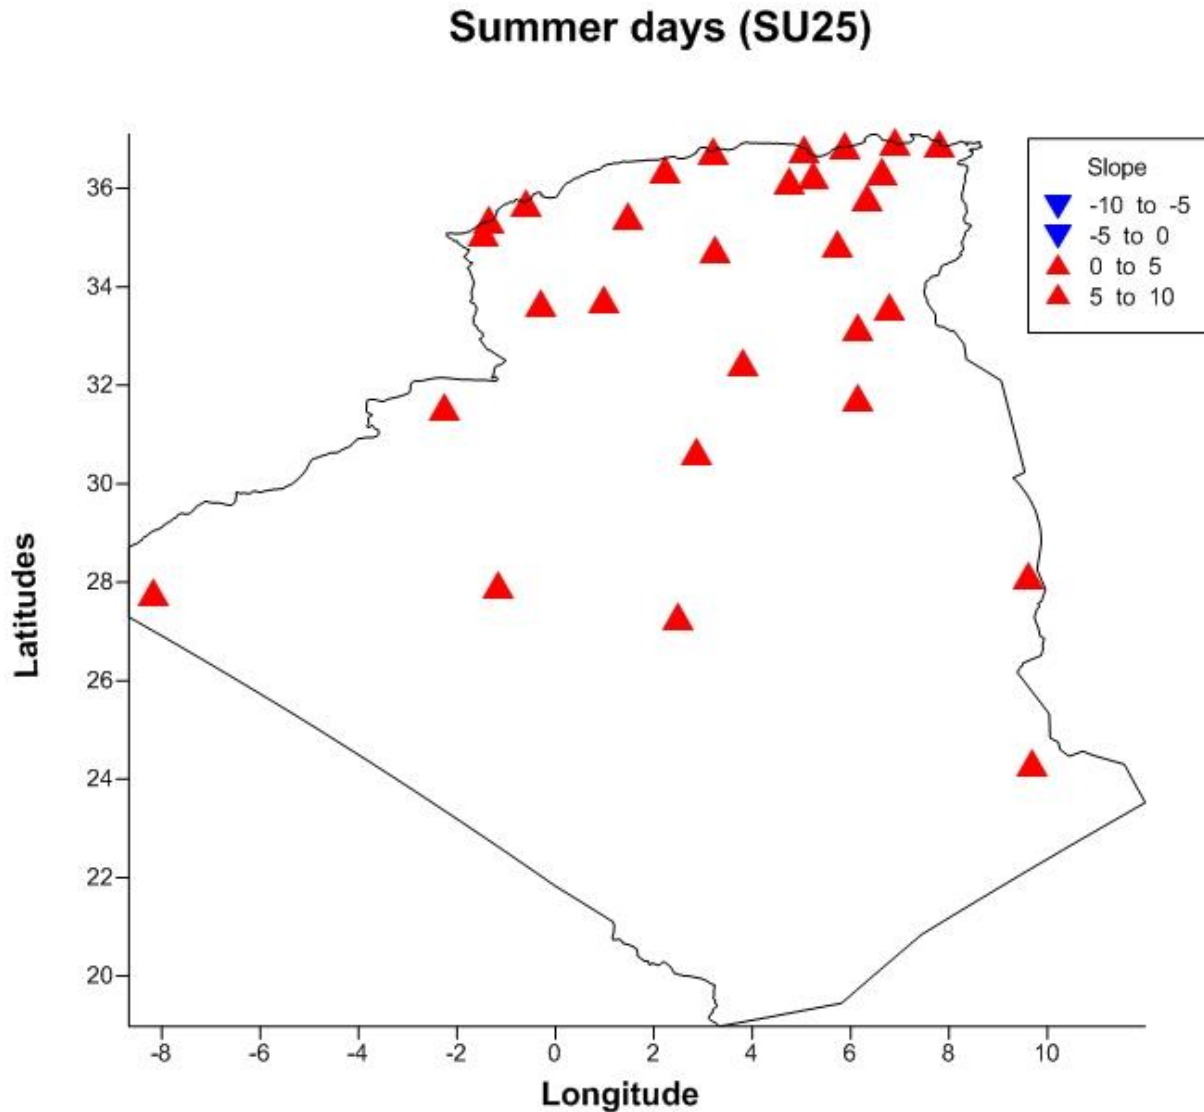 Summer days (SU25)
Slope
-10 to -5
-5 to 0
0 to 5
5 to 10
36
34
32
30
28
26
24
22
20
Latitudes
-8 -6 -4 -2 0 2 4 6 8 10
Longitude